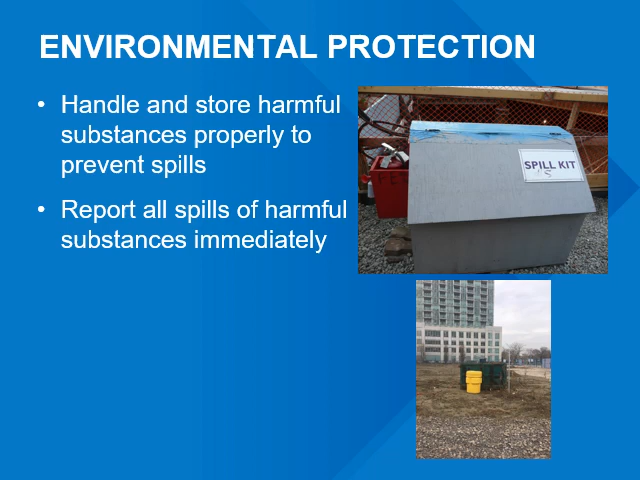 ENVIRONMENTAL PROTECTION
• Handle and store harmful
substances properly to
prevent spills
• Report all spills of harmful
substances immediately
SPILL KIT